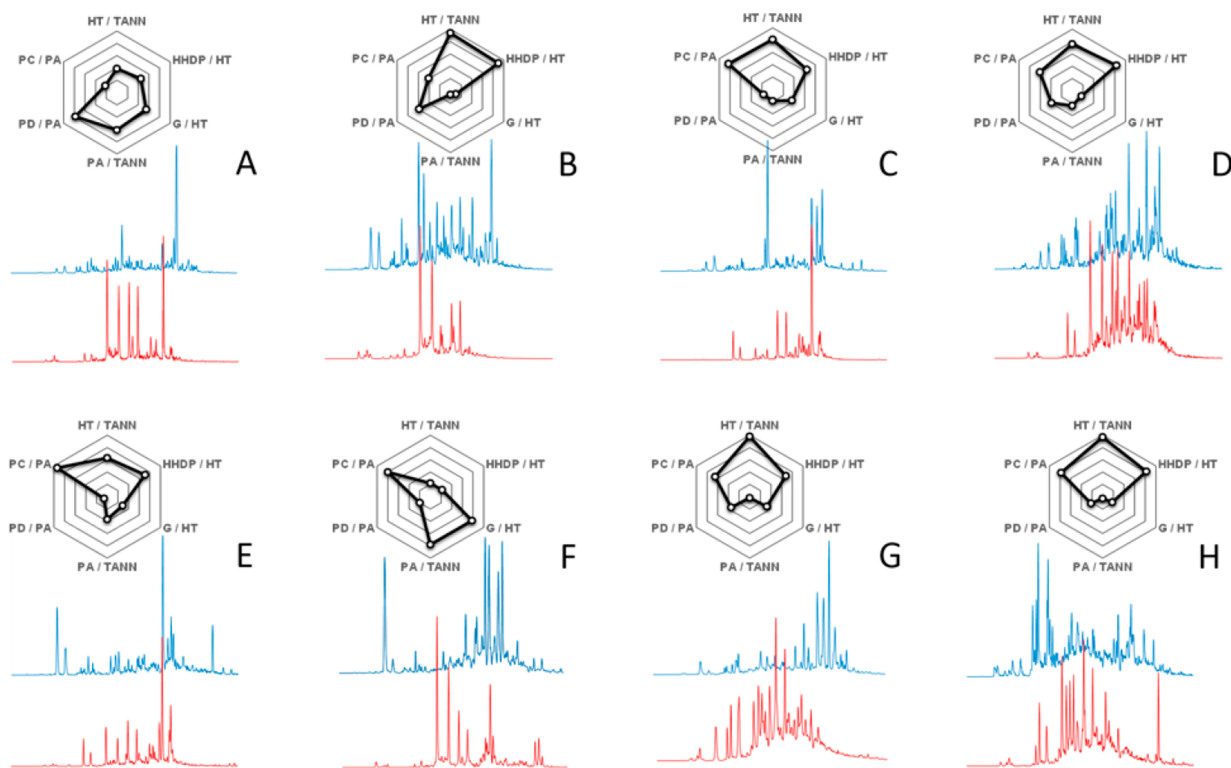 HT / TANN
PC / PA
HHDP / HT
PD / PA
G / HT
PA / TANN
A
HT / TANN
PC / PA
HHDP / HT
PD / PA
G / HT
PA / TANN
B
HT / TANN
PC / PA
HHDP / HT
PD / PA
G / HT
PA / TANN
C
HT / TANN
PC / PA
HHDP / HT
PD / PA
G / HT
PA / TANN
D
HT / TANN
PC / PA
HHDP / HT
PD / PA
G / HT
PA / TANN
E
HT / TANN
PC / PA
HHDP / HT
PD / PA
G / HT
PA / TANN
F
HT / TANN
PC / PA
HHDP / HT
PD / PA
G / HT
PA / TANN
G
HT / TANN
PC / PA
HHDP / HT
PD / PA
G / HT
PA / TANN
H